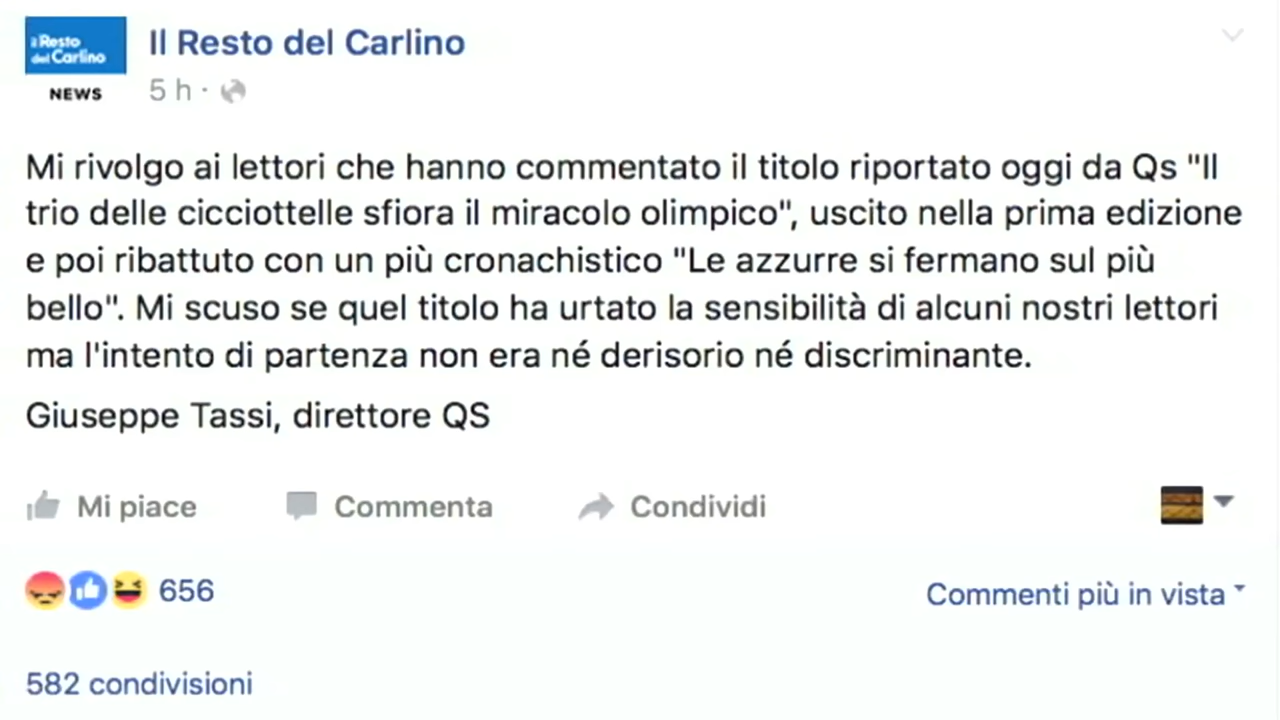 il Resto
del Carlino
NEWS
Il Resto del Carlino
5 h ·
Mi rivolgo ai lettori che hanno commentato il titolo riportato oggi da Qs "Il
trio delle cicciottelle sfiora il miracolo olimpico", uscito nella prima edizione
e poi ribattuto con un più cronachistico "Le azzurre si fermano sul più
bello". Mi scuso se quel titolo ha urtato la sensibilità di alcuni nostri lettori
ma l'intento di partenza non era né derisorio né discriminante.
Giuseppe Tassi, direttore QS
Mi piace Commenta Condividi
656 Commenti più in vista
582 condivisioni